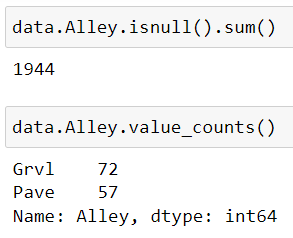 data.Alley.isnull().sum()
1944
data.Alley.value_counts()
Grvl    72
Pave    57
Name: Alley, dtype: int64